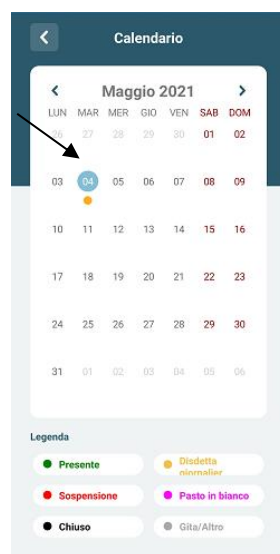 Calendario
Maggio 2021
LUN MAR MER GIO VEN SAB DOM
26 27 28 29 30 01 02
03 04 05 06 07 08 09
10 11 12 13 14 15 16
17 18 19 20 21 22 23
24 25 26 27 28 29 30
31 01 02 03 04 05 06
Legenda
Presente
Disdetta
giornalier
Sospensione
Pasto in bianco
Chiuso
Gita/Altro